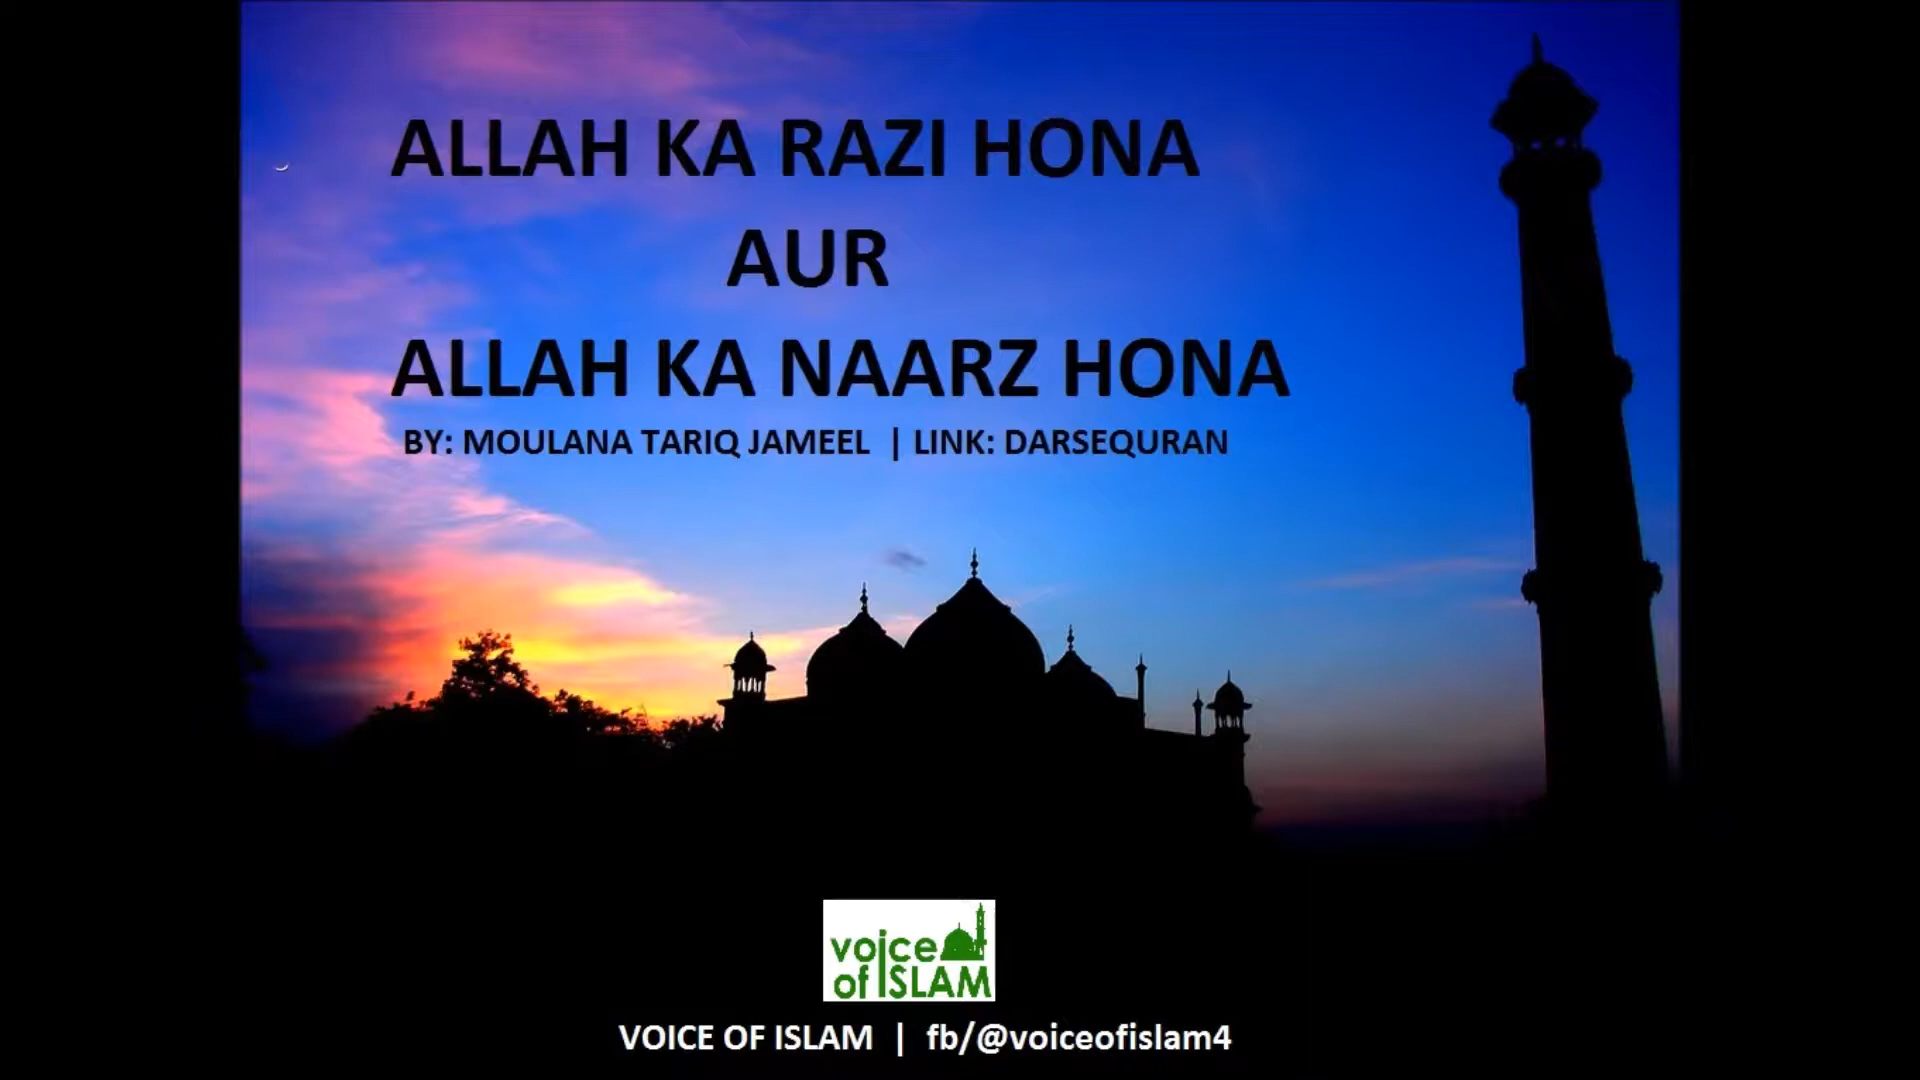 ALLAH KA RAZI HONA
AUR
ALLAH KA NAARZ HONA
BY: MOULANA TARIQ JAMEEL | LINK: DARSEQURAN
voice
of ISLAM
VOICE OF ISLAM | fb/@voiceofislam4